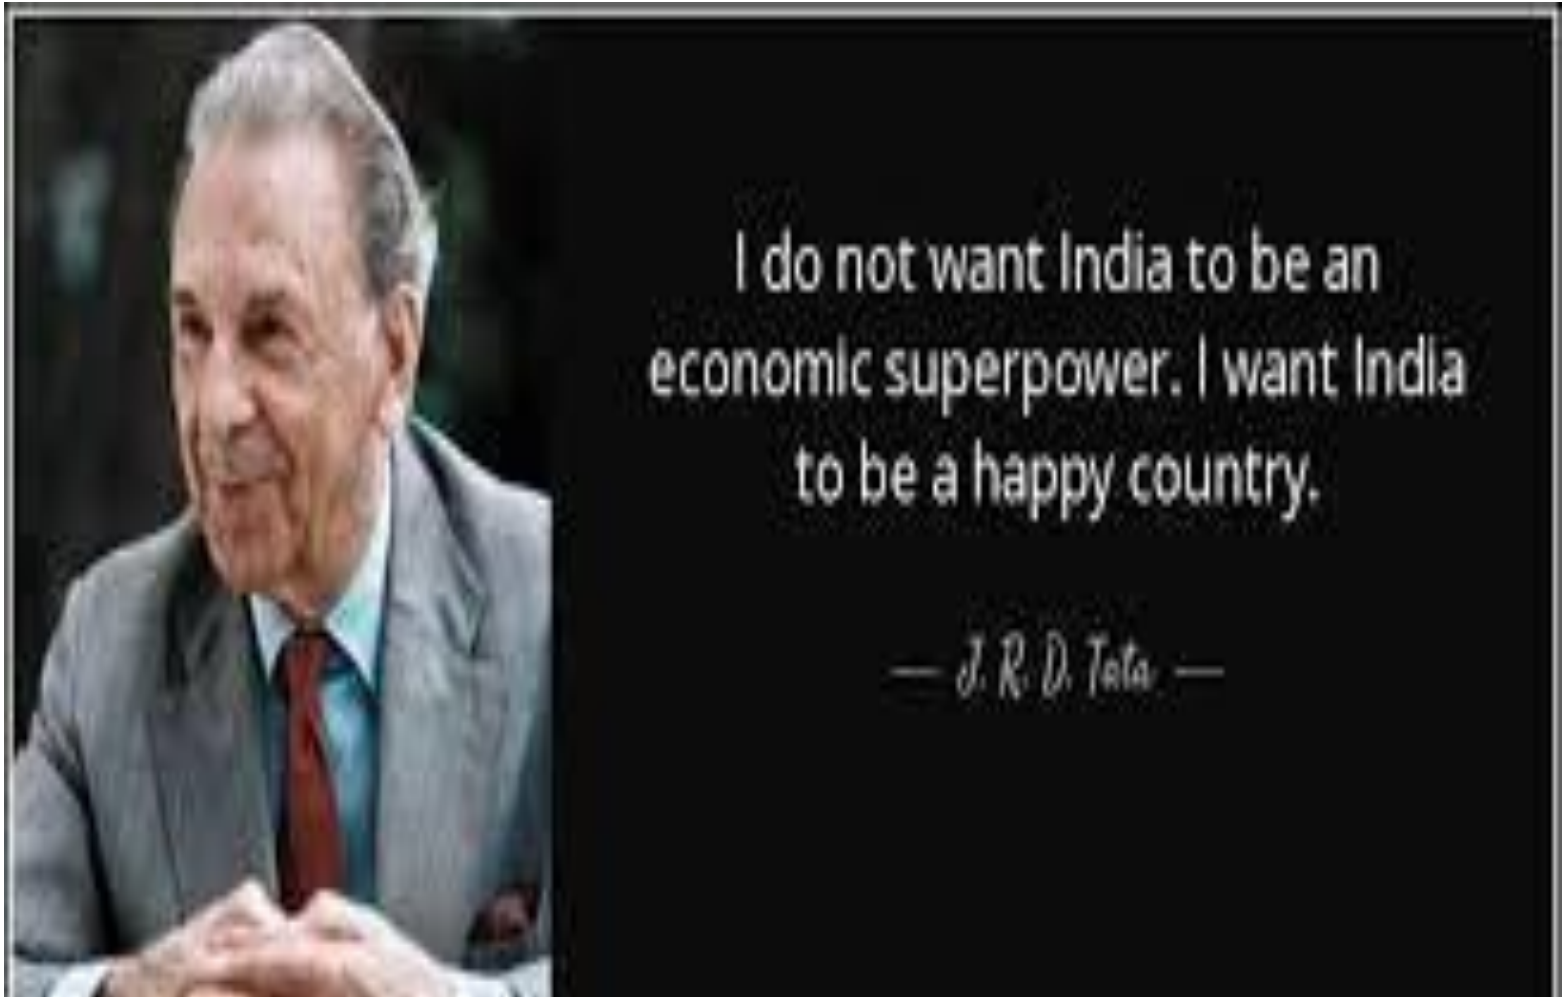 I do not want India to be an
economic superpower. I want India
to be a happy country.
— J. R. D. Tata —